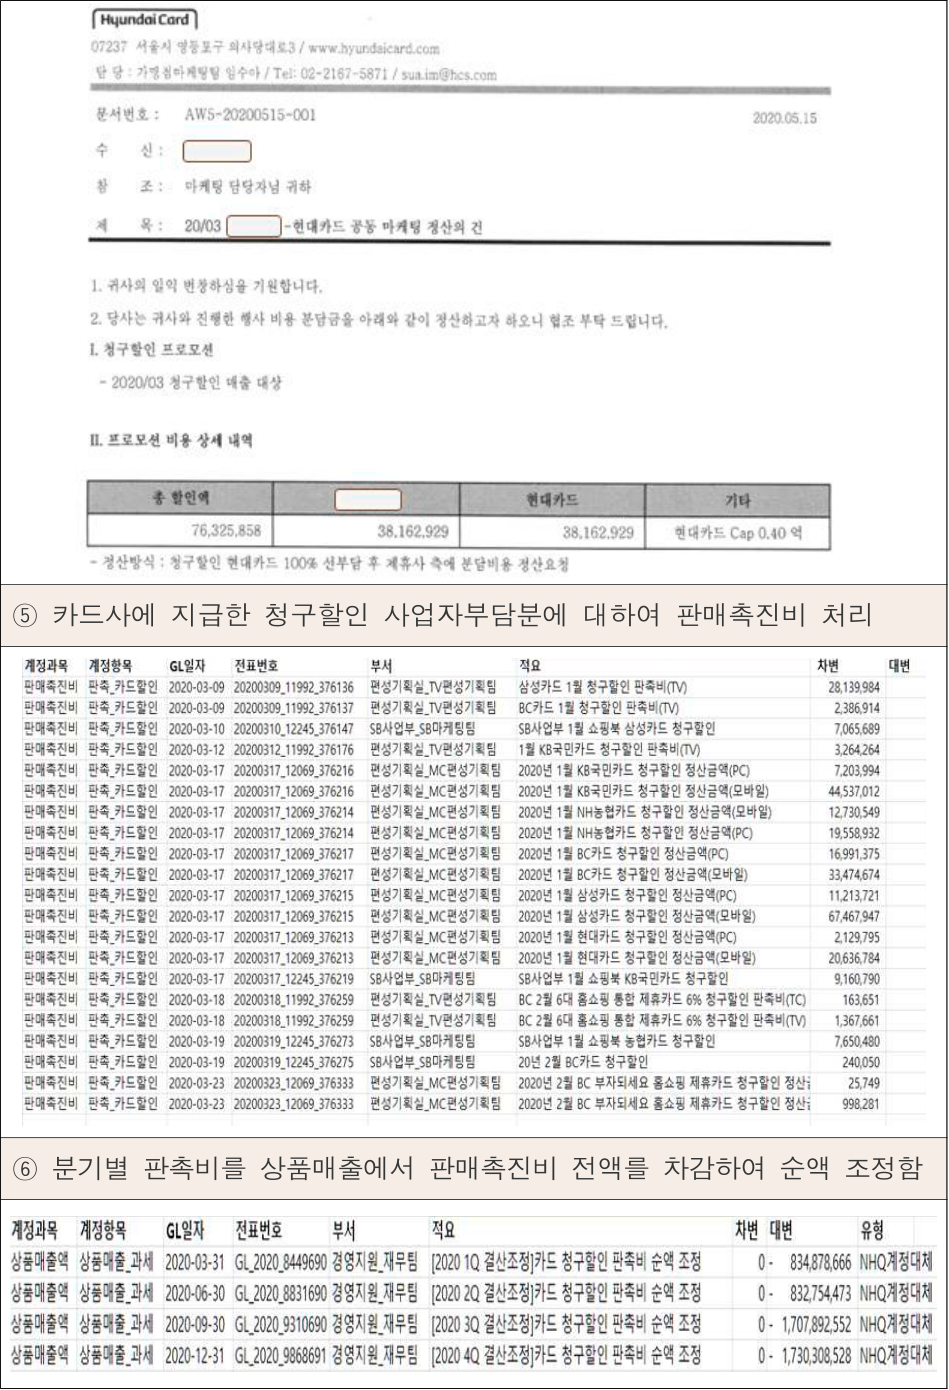 HyundaiCard
07237 서울시 영등포구 의사당대로3 / www.hyundaicard.com
담 당 : 가맹점마케팅팀 임수아 / Tel: 02-2167-5871 / sua.im@hcs.com
문서번호 : AW5-20200515-001 2020.05.15
수 신 :
참 조 : 마케팅 담당자님 귀하
제 목 : 20/03 -현대카드 공동 마케팅 정산의 건
1. 귀사의 일익 번창하심을 기원합니다.
2. 당사는 귀사와 진행한 행사 비용 분담금을 아래와 같이 정산하고자 하오니 협조 부탁 드립니다.
I. 청구할인 프로모션
- 2020/03 청구할인 매출 대상
II. 프로모션 비용 상세 내역
총 할인액 현대카드 기타
76,325,858 38,162,929 38,162,929 현대카드 Cap 0.40 억
- 정산방식 : 청구할인 현대카드 100% 선부담 후 제휴사 측에 분담비용 정산요청
⑤ 카드사에 지급한 청구할인 사업자부담분에 대하여 판매촉진비 처리
계정과목 계정항목 GL일자 전표번호 부서 적요 차변 대변
판매촉진비 판촉_카드할인 2020-03-09 20200309_11992_376136 편성기획실_TV편성기획팀 삼성카드 1월 청구할인 판촉비(TV) 28,139,984
판매촉진비 판촉_카드할인 2020-03-09 20200309_11992_376137 편성기획실_TV편성기획팀 BC카드 1월 청구할인 판촉비(TV) 2,386,914
판매촉진비 판촉_카드할인 2020-03-10 20200310_12245_376147 SB사업부_SB마케팅팀 SB사업부 1월 쇼핑북 삼성카드 청구할인 7,065,689
판매촉진비 판촉_카드할인 2020-03-12 20200312_11992_376176 편성기획실_TV편성기획팀 1월 KB국민카드 청구할인 판촉비(TV) 3,264,264
판매촉진비 판촉_카드할인 2020-03-17 20200317_12069_376216 편성기획실_MC편성기획팀 2020년 1월 KB국민카드 청구할인 정산금액(PC) 7,203,994
판매촉진비 판촉_카드할인 2020-03-17 20200317_12069_376216 편성기획실_MC편성기획팀 2020년 1월 KB국민카드 청구할인 정산금액(모바일) 44,537,012
판매촉진비 판촉_카드할인 2020-03-17 20200317_12069_376214 편성기획실_MC편성기획팀 2020년 1월 NH농협카드 청구할인 정산금액(모바일) 12,730,549
판매촉진비 판촉_카드할인 2020-03-17 20200317_12069_376214 편성기획실_MC편성기획팀 2020년 1월 NH농협카드 청구할인 정산금액(PC) 19,558,932
판매촉진비 판촉_카드할인 2020-03-17 20200317_12069_376217 편성기획실_MC편성기획팀 2020년 1월 BC카드 청구할인 정산금액(PC) 16,991,375
판매촉진비 판촉_카드할인 2020-03-17 20200317_12069_376217 편성기획실_MC편성기획팀 2020년 1월 BC카드 청구할인 정산금액(모바일) 33,474,674
판매촉진비 판촉_카드할인 2020-03-17 20200317_12069_376215 편성기획실_MC편성기획팀 2020년 1월 삼성카드 청구할인 정산금액(PC) 11,213,721
판매촉진비 판촉_카드할인 2020-03-17 20200317_12069_376215 편성기획실_MC편성기획팀 2020년 1월 삼성카드 청구할인 정산금액(모바일) 67,467,947
판매촉진비 판촉_카드할인 2020-03-17 20200317_12069_376213 편성기획실_MC편성기획팀 2020년 1월 현대카드 청구할인 정산금액(PC) 2,129,795
판매촉진비 판촉_카드할인 2020-03-17 20200317_12069_376213 편성기획실_MC편성기획팀 2020년 1월 현대카드 청구할인 정산금액(모바일) 20,636,784
판매촉진비 판촉_카드할인 2020-03-17 20200317_12245_376219 SB사업부_SB마케팅팀 SB사업부 1월 쇼핑북 KB국민카드 청구할인 9,160,790
판매촉진비 판촉_카드할인 2020-03-18 20200318_11992_376259 편성기획실_TV편성기획팀 BC 2월 6대 홈쇼핑 통합 제휴카드 6% 청구할인 판촉비(TC) 163,651
판매촉진비 판촉_카드할인 2020-03-18 20200318_11992_376259 편성기획실_TV편성기획팀 BC 2월 6대 홈쇼핑 통합 제휴카드 6% 청구할인 판촉비(TV) 1,367,661
판매촉진비 판촉_카드할인 2020-03-19 20200319_12245_376273 SB사업부_SB마케팅팀 SB사업부 1월 쇼핑북 농협카드 청구할인 7,650,480
판매촉진비 판촉_카드할인 2020-03-19 20200319_12245_376275 SB사업부_SB마케팅팀 20년 2월 BC카드 청구할인 240,050
판매촉진비 판촉_카드할인 2020-03-23 20200323_12069_376333 편성기획실_MC편성기획팀 2020년 2월 BC 부자되세요 홈쇼핑 제휴카드 청구할인 정산 25,749
판매촉진비 판촉_카드할인 2020-03-23 20200323_12069_376333 편성기획실_MC편성기획팀 2020년 2월 BC 부자되세요 홈쇼핑 제휴카드 청구할인 정산 998,281
⑥ 분기별 판촉비를 상품매출에서 판매촉진비 전액를 차감하여 순액 조정함
계정과목 계정항목 GL일자 전표번호 부서 적요 차변 대변 유형
상품매출액 상품매출_과세 2020-03-31 GL_2020_8449690 경영지원_재무팀 [2020 1Q 결산조정]카드 청구할인 판촉비 순액 조정 0 - 834,878,666 NHQ계정대체
상품매출액 상품매출_과세 2020-06-30 GL_2020_8831690 경영지원_재무팀 [2020 2Q 결산조정]카드 청구할인 판촉비 순액 조정 0 - 832,754,473 NHQ계정대체
상품매출액 상품매출_과세 2020-09-30 GL_2020_9310690 경영지원_재무팀 [2020 3Q 결산조정]카드 청구할인 판촉비 순액 조정 0 - 1,707,892,552 NHQ계정대체
상품매출액 상품매출_과세 2020-12-31 GL_2020_9868691 경영지원_재무팀 [2020 4Q 결산조정]카드 청구할인 판촉비 순액 조정 0 - 1,730,308,528 NHQ계정대체